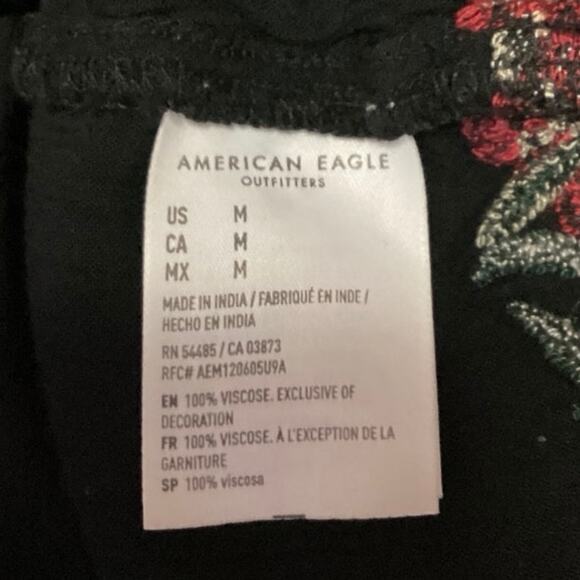 AMERICAN EAGLE
OUTFITTERS
US M
CA M
MX M
MADE IN INDIA / FABRIQUÉ EN INDE /
HECHO EN INDIA
RN 54485 / CA 03873
RFC# AEM120605U9A
EN 100% VISCOSE. EXCLUSIVE OF
DECORATION
FR 100% VISCOSE. À L'EXCEPTION DE LA
GARNITURE
SP 100% viscosa